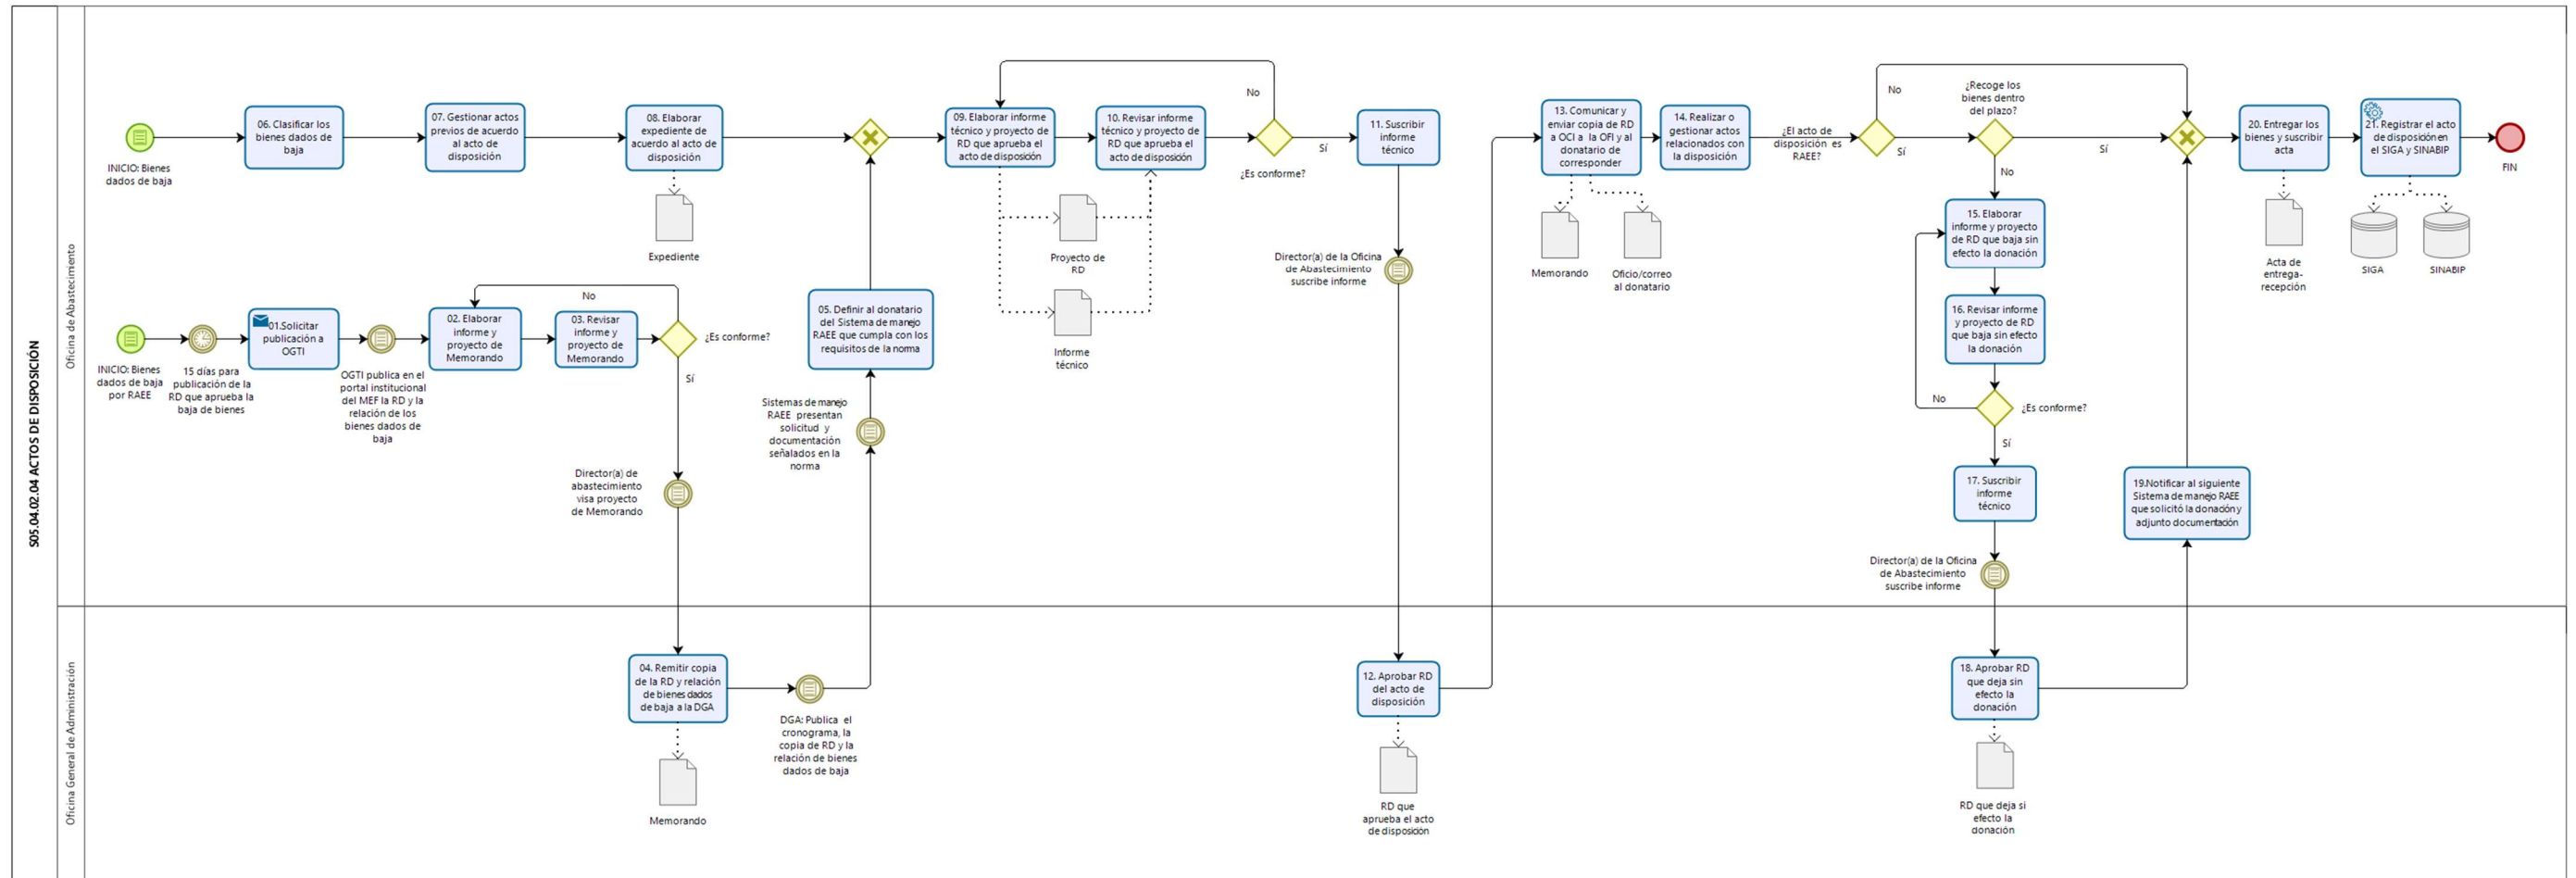 S05.04.02.04 ACTOS DE DISPOSICIÓN
Oficina de Abastecimiento
INICIO: Bienes
dados de baja
06. Clasificar los
bienes dados de
baja
07. Gestionar actos
previos de acuerdo
al acto de
disposición
08. Elaborar
expediente de
acuerdo al acto de
disposición
Expediente
09. Elaborar informe
técnico y proyecto de
RD que aprueba el
acto de disposición
10. Revisar informe
técnico y proyecto de
RD que aprueba el
acto de disposición
Proyecto de
RD
Informe
técnico
No
¿Es conforme?
Sí
11. Suscribir
informe
técnico
Director(a) de la Oficina
de Abastecimiento
suscribe informe
13. Comunicar y
enviar copia de RD
a OCI a la OFI y al
donatario de
corresponder
Memorando
Oficio/correo
al donatario
14. Realizar o
gestionar actos
relacionados con
la disposición
¿El acto de
disposición es
RAEE?
No
Sí
¿Recoge los
bienes dentro
del plazo?
Sí
No
15. Elaborar
informe y proyecto
de RD que baja sin
efecto la donación
16. Revisar informe
y proyecto de RD
que baja sin efecto
la donación
No
¿Es conforme?
Sí
17. Suscribir
informe
técnico
Director(a) de la Oficina
de Abastecimiento
suscribe informe
19.Notificar al siguiente
Sistema de manejo RAEE
que solicitó la donación y
adjunto documentación
20. Entregar los
bienes y suscribir
acta
Acta de
entrega-
recepción
21. Registrar el acto
de disposición en
el SIGA y SINABIP
SIGA
SINABIP
FIN
INICIO: Bienes
dados de baja
por RAEE
15 días para
publicación de la
RD que aprueba la
baja de bienes
01.Solicitar
publicación a
OGTI
OGTI publica en el
portal institucional
del MEF la RD y la
relación de los
bienes dados de
baja
02. Elaborar
informe y
proyecto de
Memorando
03. Revisar
informe y
proyecto de
Memorando
No
¿Es conforme?
Sí
Director(a) de
abastecimiento
visa proyecto
de Memorando
05. Definir al donatario
del Sistema de manejo
RAEE que cumpla con los
requisitos de la norma
Sistemas de manejo
RAEE presentan
solicitud y
documentación
señalados en la
norma
Oficina General de Administración
04. Remitir copia
de la RD y relación
de bienes dados
de baja a la DGA
Memorando
DGA: Publica el
cronograma, la
copia de RD y la
relación de bienes
dados de baja
12. Aprobar RD
del acto de
disposición
RD que
aprueba el acto
de disposición
18. Aprobar RD
que deja sin
efecto la
donación
RD que deja si
efecto la
donación